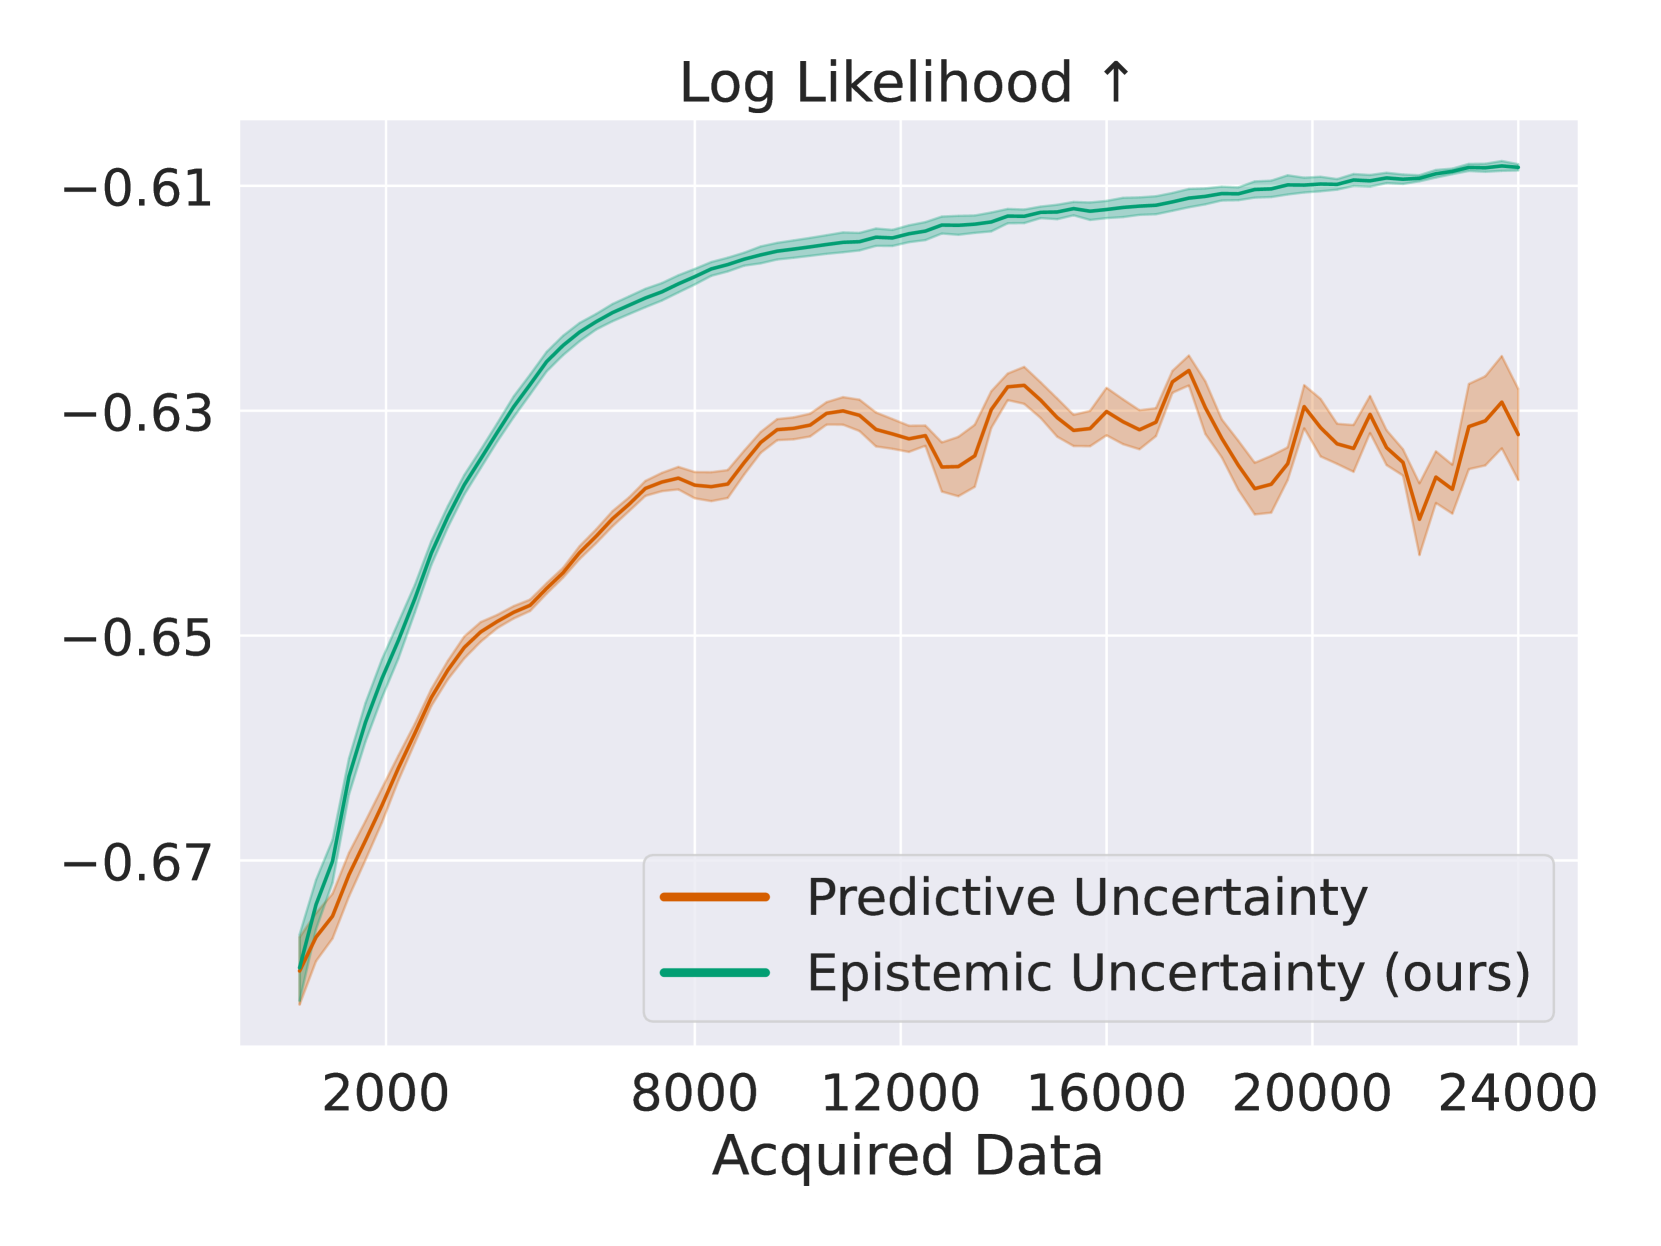 Log Likelihood ↑
−0.61
−0.63
−0.65
−0.67
Predictive Uncertainty
Epistemic Uncertainty (ours)
2000 8000 12000 16000 20000 24000
Acquired Data